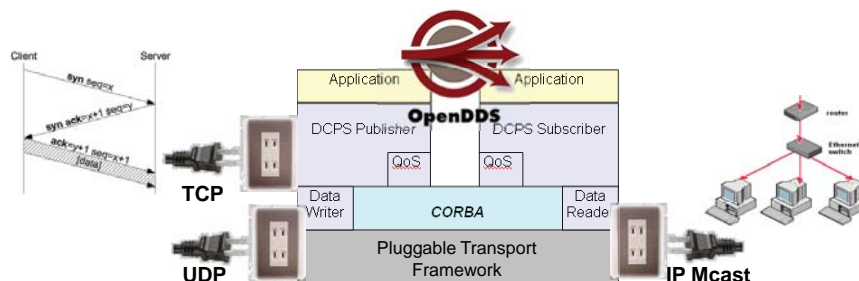 Client
Server
syn seq=x
syn ack=x+1 seq=y
ack=y+1 seq=x+1
[data]
TCP
UDP
Application
Application
OpenDDS
DCPS Publisher
DCPS Subscriber
QoS
QoS
Data
Writer
CORBA
Data
Reade
Pluggable Transport
Framework
IP Mcast
router
Ethernet
switch